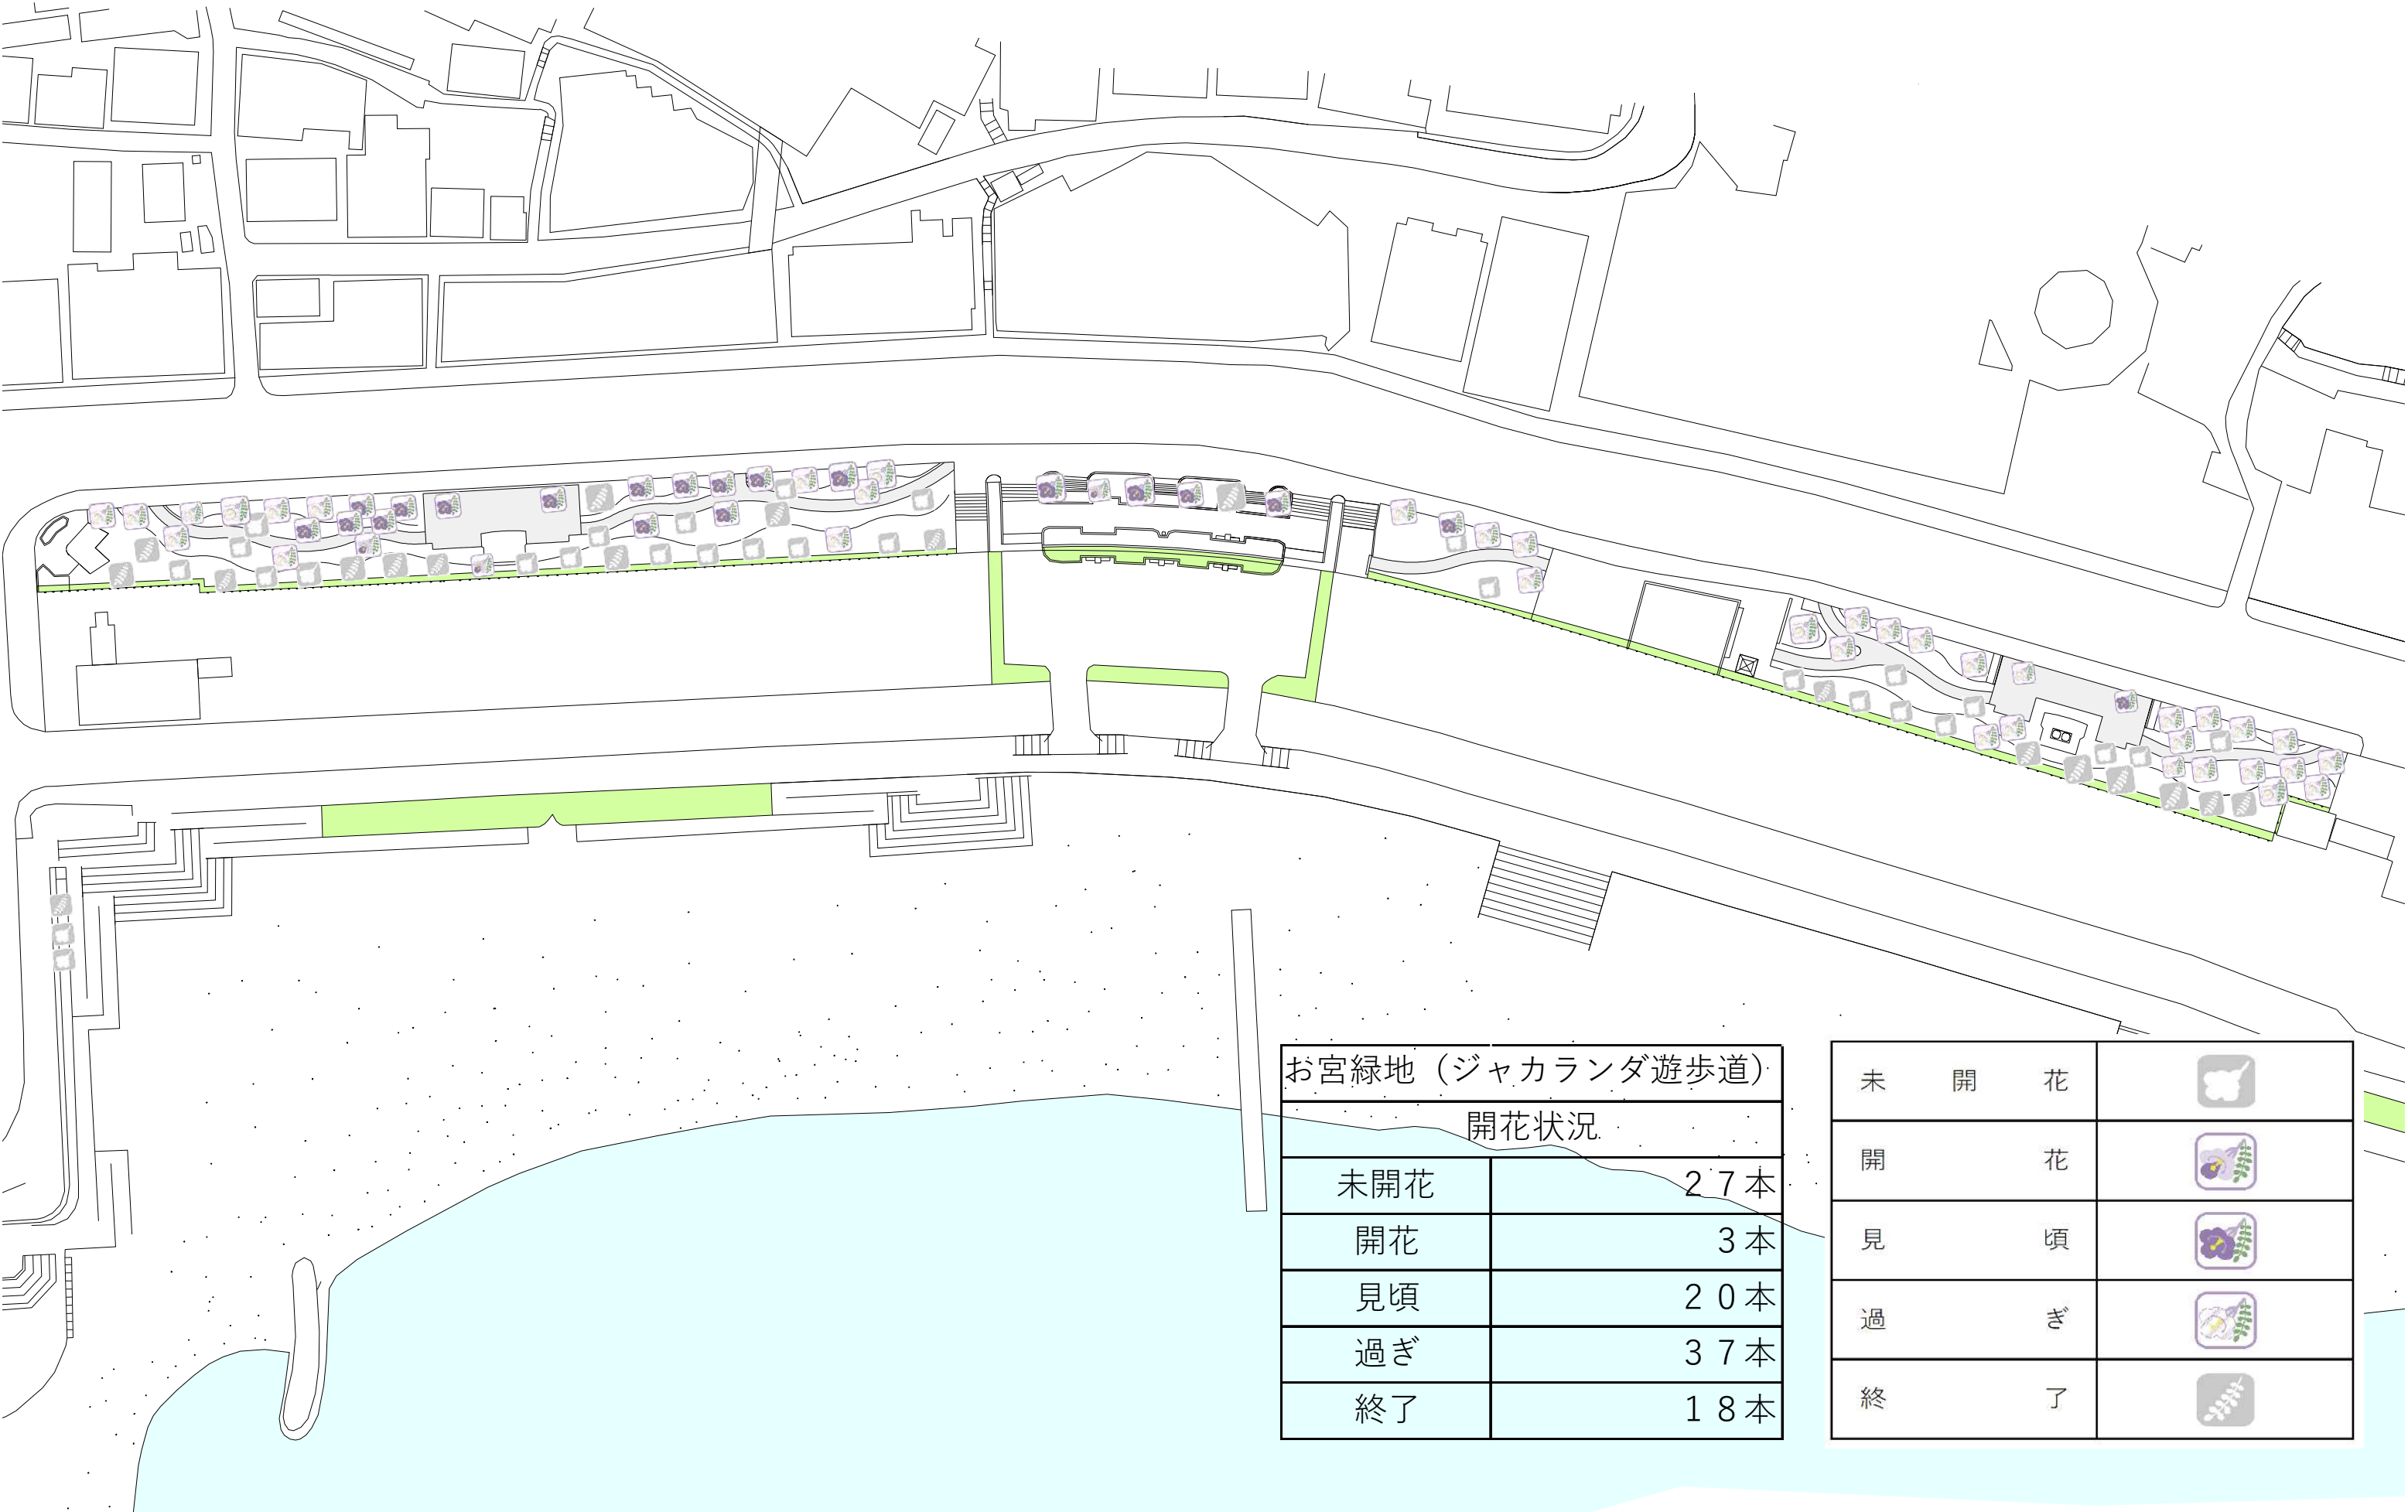 お宮緑地（ジャカランダ遊歩道）
開花状況
未開花 27本
開花 3本
見頃 20本
過ぎ 37本
終了 18本
未開花
開花
見頃
過ぎ
終了